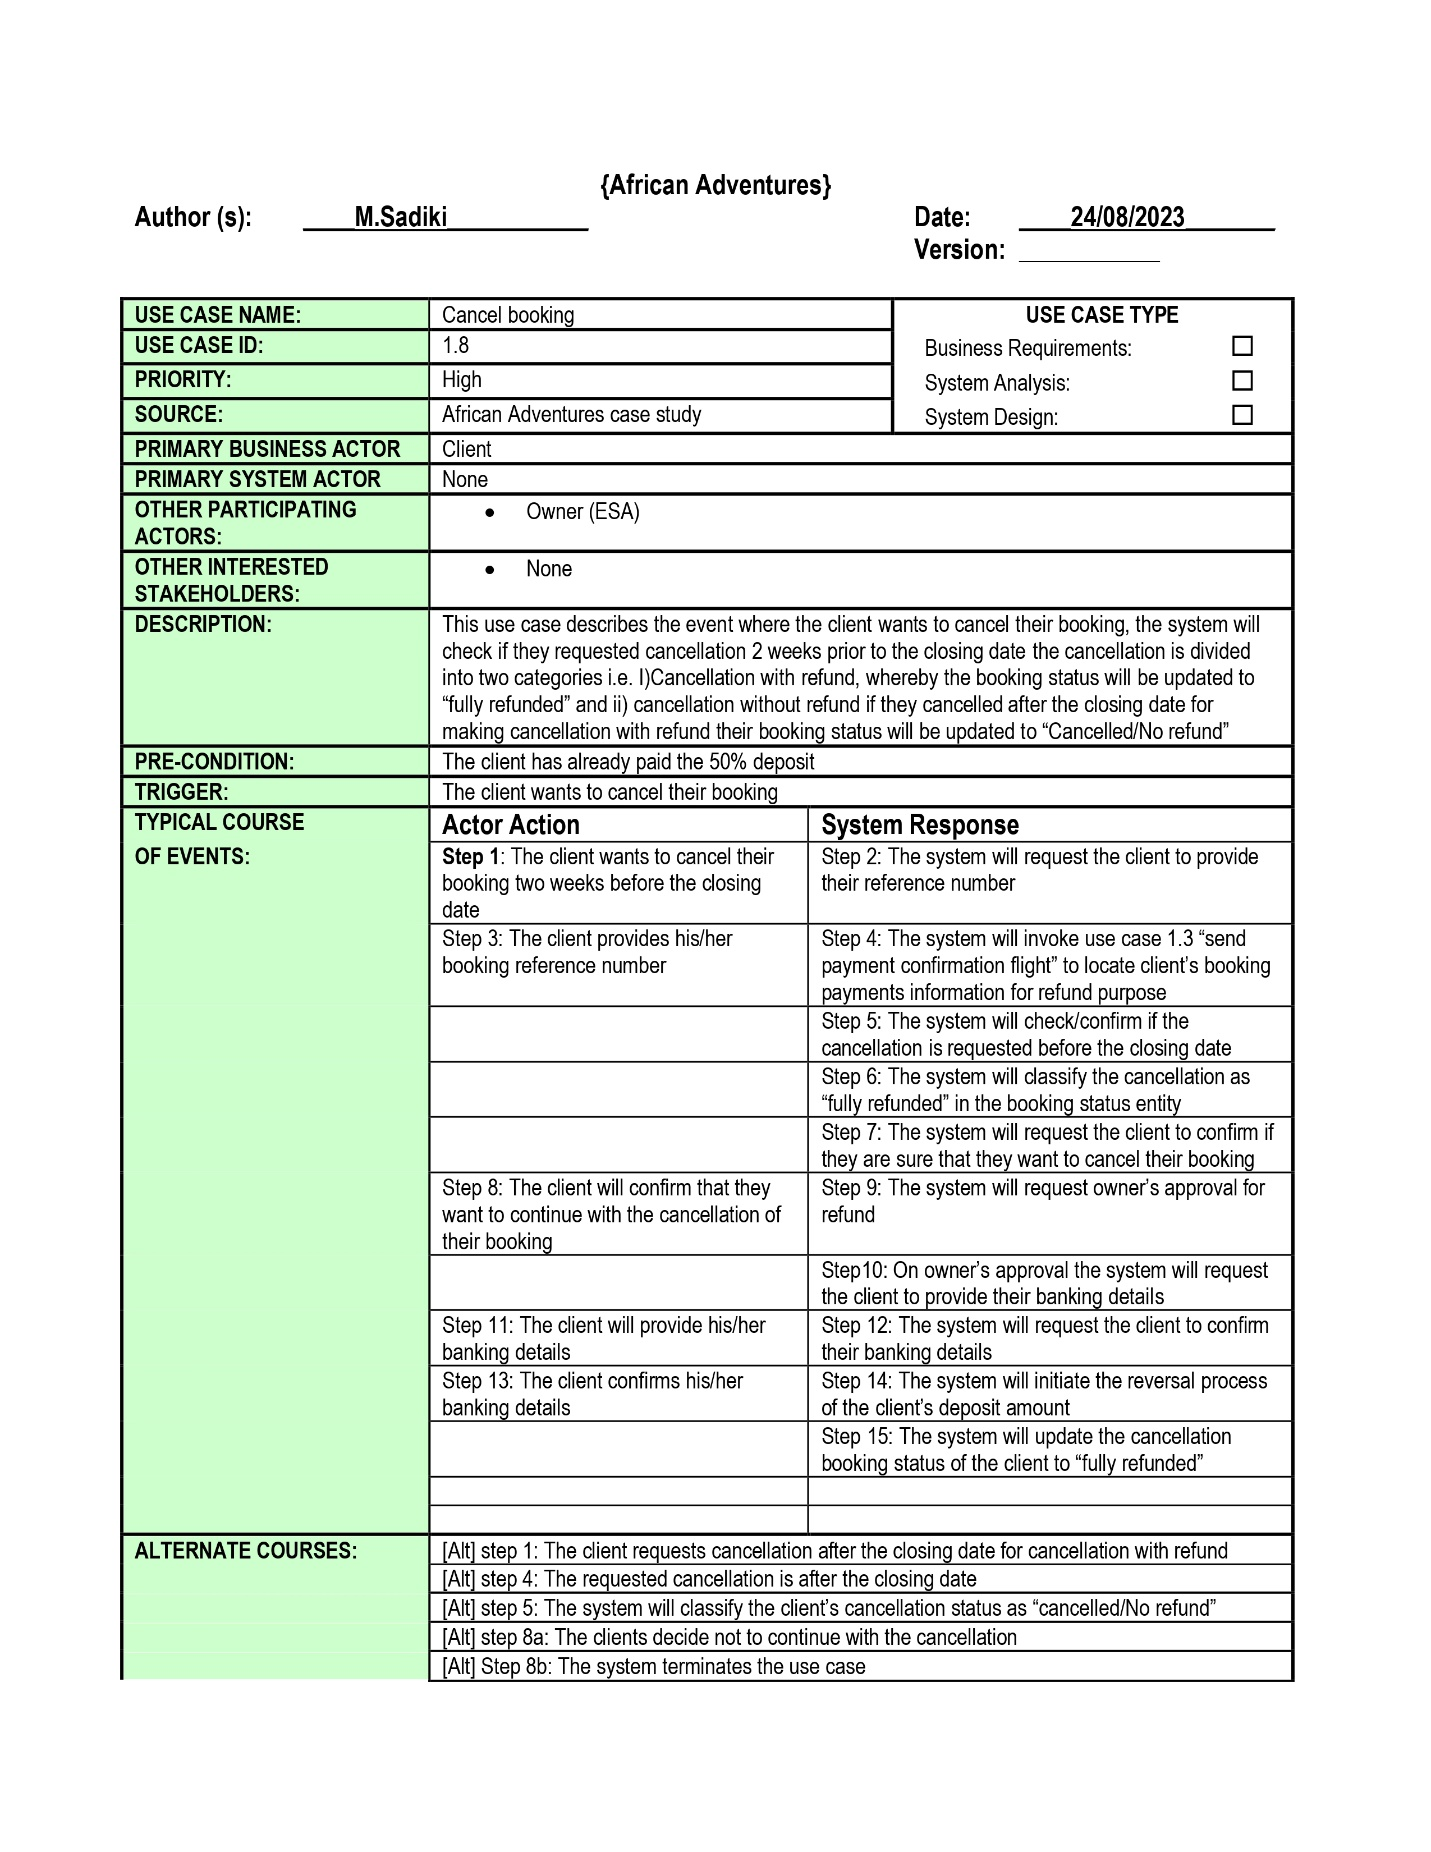 {African Adventures}
Author (s): ____M.Sadiki___________ Date: ____24/08/2023_______
Version: ___________
USE CASE NAME: Cancel booking USE CASE TYPE
USE CASE ID: 1.8 Business Requirements: ☐
PRIORITY: High System Analysis: ☐
SOURCE: African Adventures case study System Design: ☐
PRIMARY BUSINESS ACTOR Client
PRIMARY SYSTEM ACTOR None
OTHER PARTICIPATING
ACTORS:
● Owner (ESA)
OTHER INTERESTED
STAKEHOLDERS:
● None
DESCRIPTION:
This use case describes the event where the client wants to cancel their booking, the system will
check if they requested cancellation 2 weeks prior to the closing date the cancellation is divided
into two categories i.e. I)Cancellation with refund, whereby the booking status will be updated to
“fully refunded” and ii) cancellation without refund if they cancelled after the closing date for
making cancellation with refund their booking status will be updated to “Cancelled/No refund”
PRE-CONDITION: The client has already paid the 50% deposit
TRIGGER: The client wants to cancel their booking
TYPICAL COURSE
OF EVENTS:
Actor Action System Response
Step 1: The client wants to cancel their
booking two weeks before the closing
date
Step 2: The system will request the client to provide
their reference number
Step 3: The client provides his/her
booking reference number
Step 4: The system will invoke use case 1.3 “send
payment confirmation flight” to locate client’s booking
payments information for refund purpose
Step 5: The system will check/confirm if the
cancellation is requested before the closing date
Step 6: The system will classify the cancellation as
“fully refunded” in the booking status entity
Step 7: The system will request the client to confirm if
they are sure that they want to cancel their booking
Step 8: The client will confirm that they
want to continue with the cancellation of
their booking
Step 9: The system will request owner’s approval for
refund
Step10: On owner’s approval the system will request
the client to provide their banking details
Step 11: The client will provide his/her
banking details
Step 12: The system will request the client to confirm
their banking details
Step 13: The client confirms his/her
banking details
Step 14: The system will initiate the reversal process
of the client’s deposit amount
Step 15: The system will update the cancellation
booking status of the client to “fully refunded”
ALTERNATE COURSES:
[Alt] step 1: The client requests cancellation after the closing date for cancellation with refund
[Alt] step 4: The requested cancellation is after the closing date
[Alt] step 5: The system will classify the client’s cancellation status as “cancelled/No refund”
[Alt] step 8a: The clients decide not to continue with the cancellation
[Alt] Step 8b: The system terminates the use case